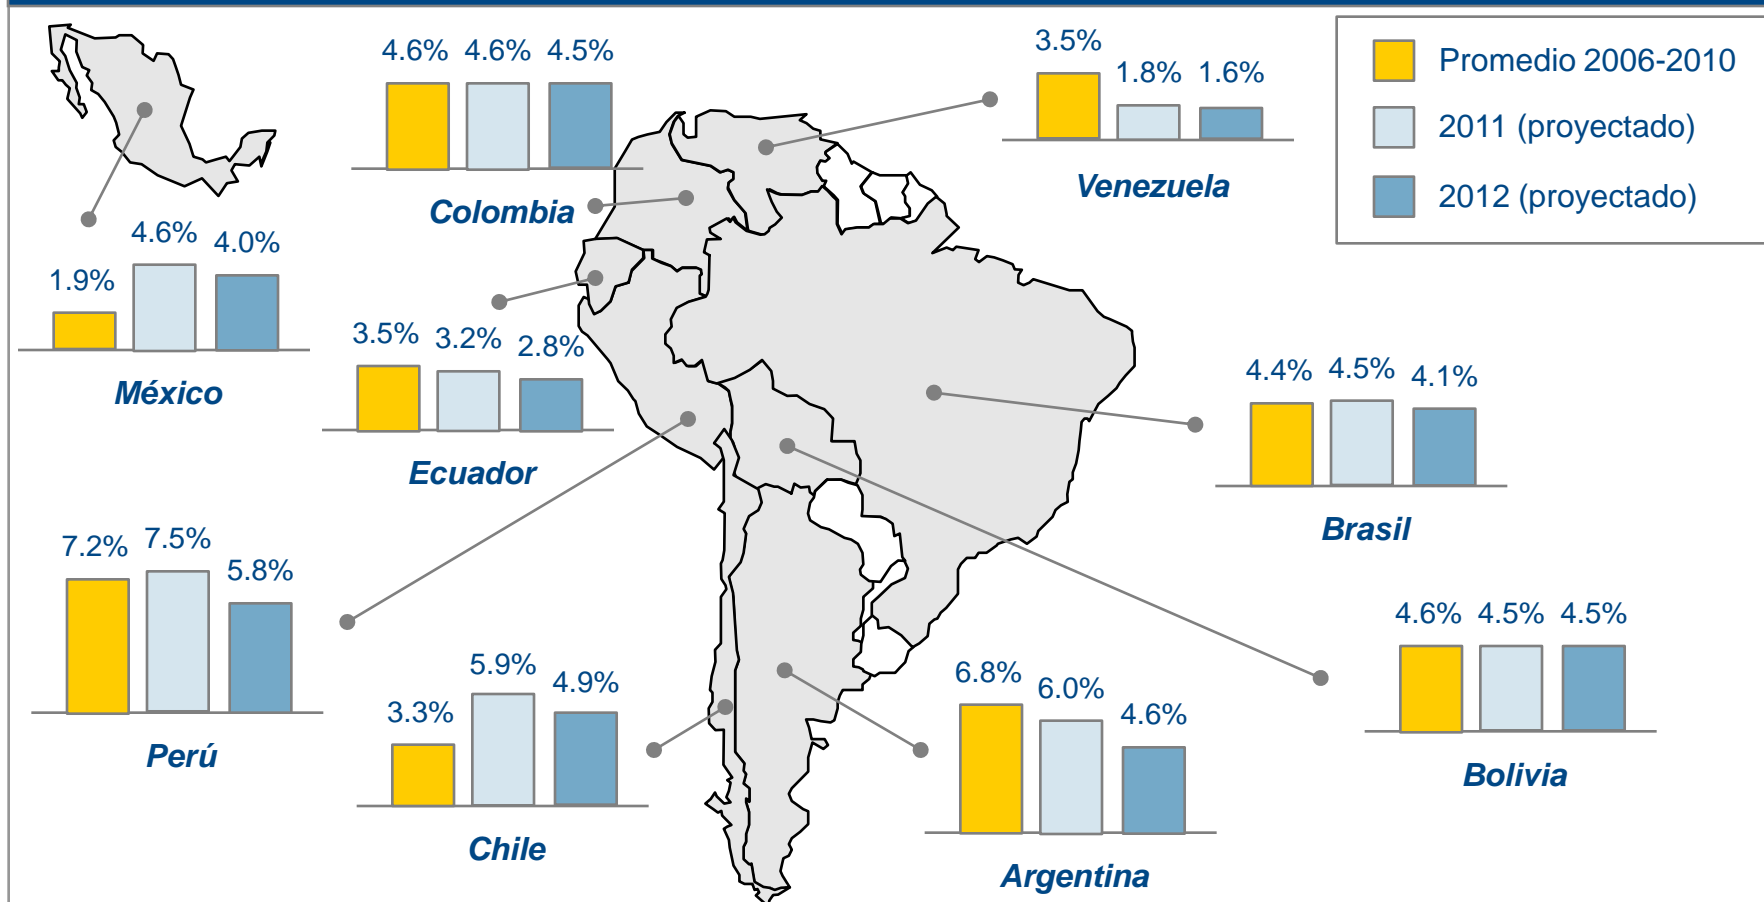 4.6% 4.6% 4.5%
Colombia
3.5% 1.8% 1.6%
Venezuela
Promedio 2006-2010
2011 (proyectado)
2012 (proyectado)
1.9% 4.6% 4.0%
México
3.5% 3.2% 2.8%
Ecuador
4.4% 4.5% 4.1%
Brasil
7.2% 7.5% 5.8%
Perú
3.3% 5.9% 4.9%
Chile
6.8% 6.0% 4.6%
Argentina
4.6% 4.5% 4.5%
Bolivia